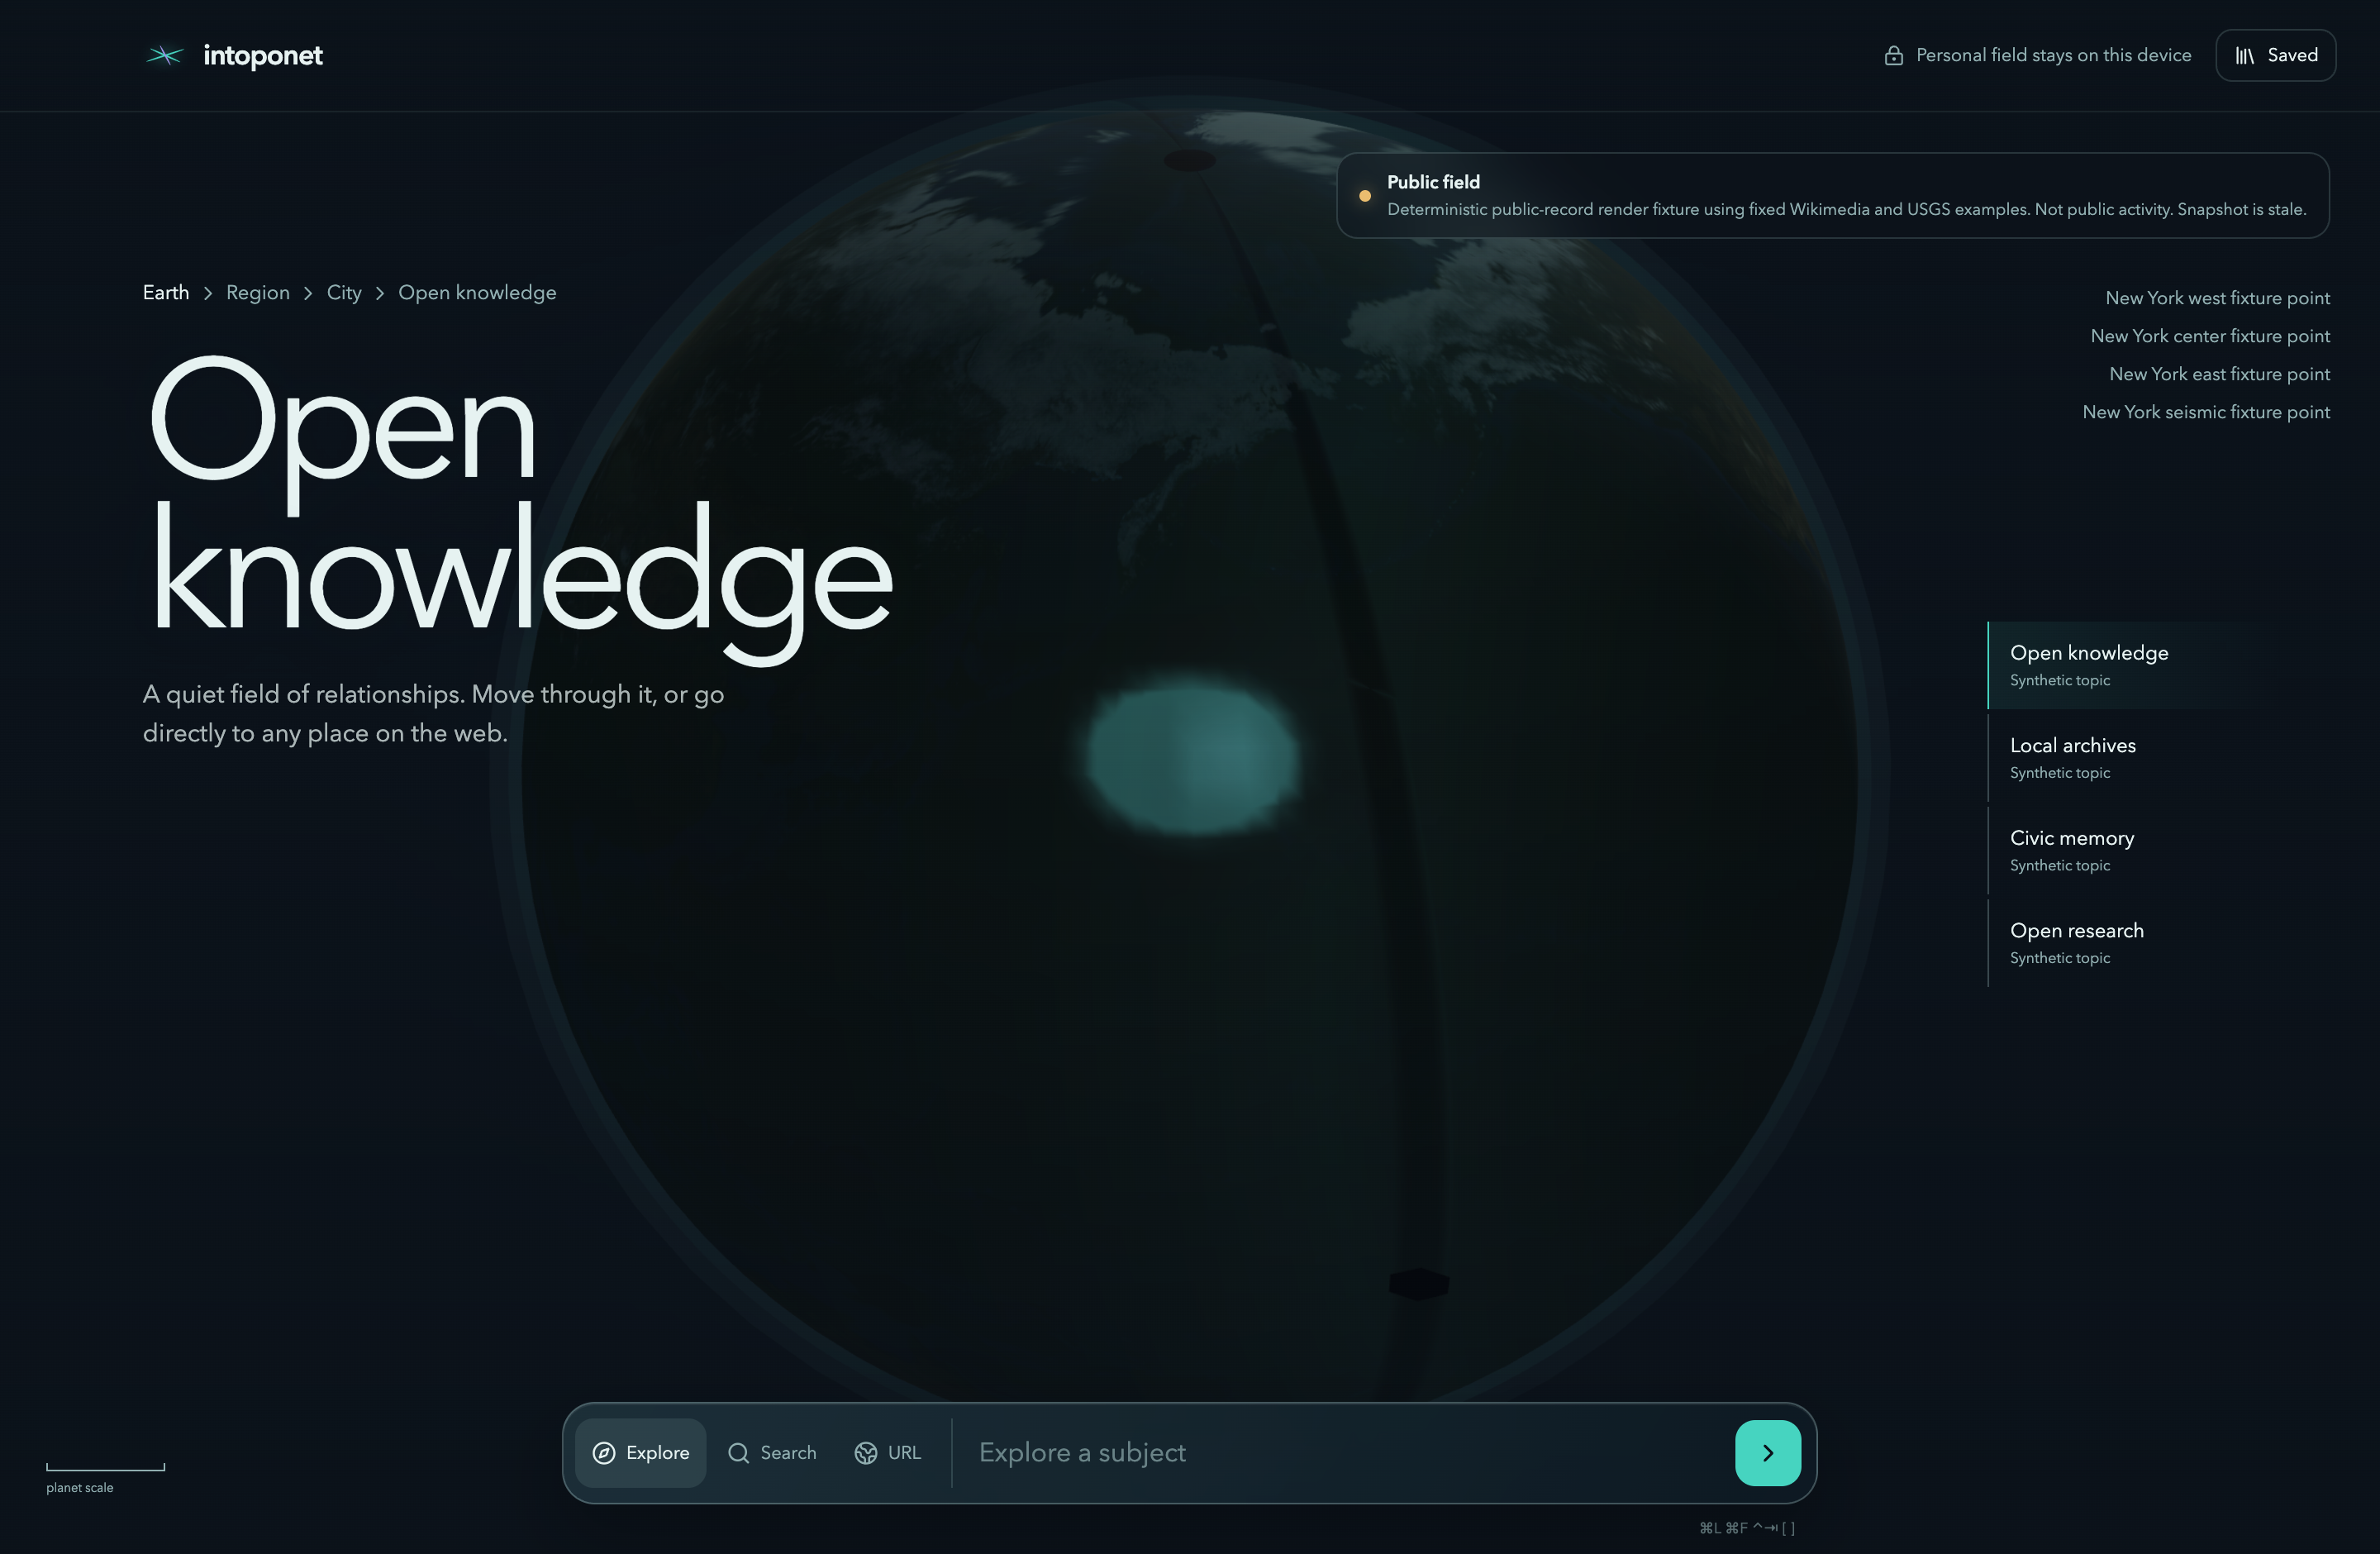 intoponet
Personal field stays on this device
Saved
Public field
Deterministic public-record render fixture using fixed Wikimedia and USGS examples. Not public activity. Snapshot is stale.
Earth > Region > City > Open knowledge
New York west fixture point
New York center fixture point
New York east fixture point
New York seismic fixture point
Open
knowledge
A quiet field of relationships. Move through it, or go
directly to any place on the web.
Open knowledge
Synthetic topic
Local archives
Synthetic topic
Civic memory
Synthetic topic
Open research
Synthetic topic
Explore
Search
URL
Explore a subject
planet scale
⌘L ⌘F ⌃⇥ [ ]